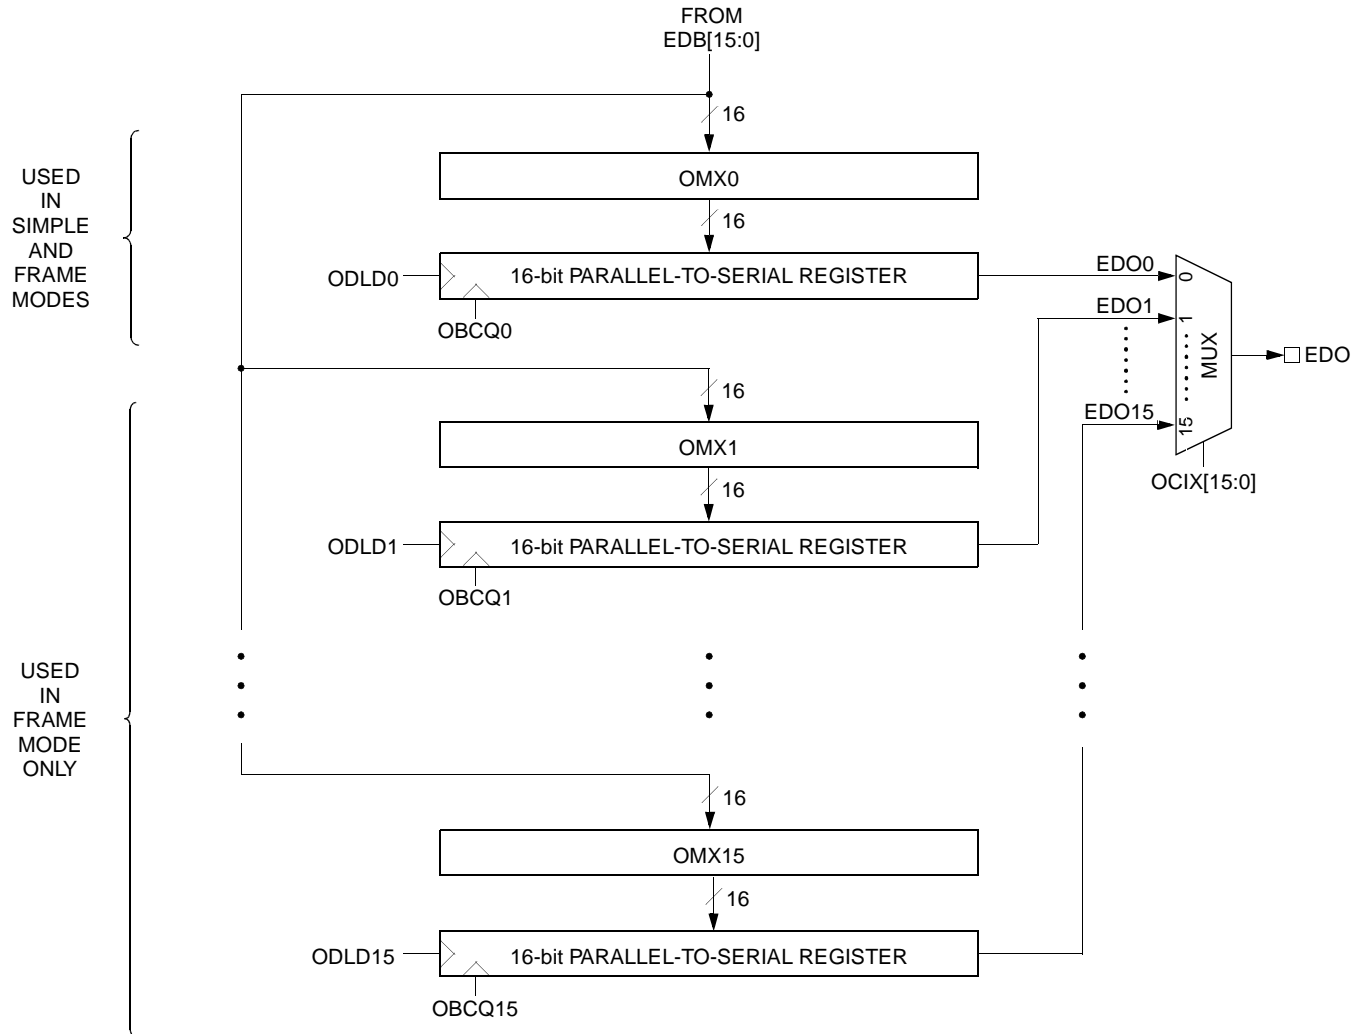 FROM
EDB[15:0]
16
USED
IN
SIMPLE
AND
FRAME
MODES
OMX0
16
ODLD0
16-bit PARALLEL-TO-SERIAL REGISTER
OBCQ0
EDO0
0
EDO1
1
MUX
EDO
EDO15
15
OCIX[15:0]
16
OMX1
16
ODLD1
16-bit PARALLEL-TO-SERIAL REGISTER
OBCQ1
USED
IN
FRAME
MODE
ONLY
16
OMX15
16
ODLD15
16-bit PARALLEL-TO-SERIAL REGISTER
OBCQ15